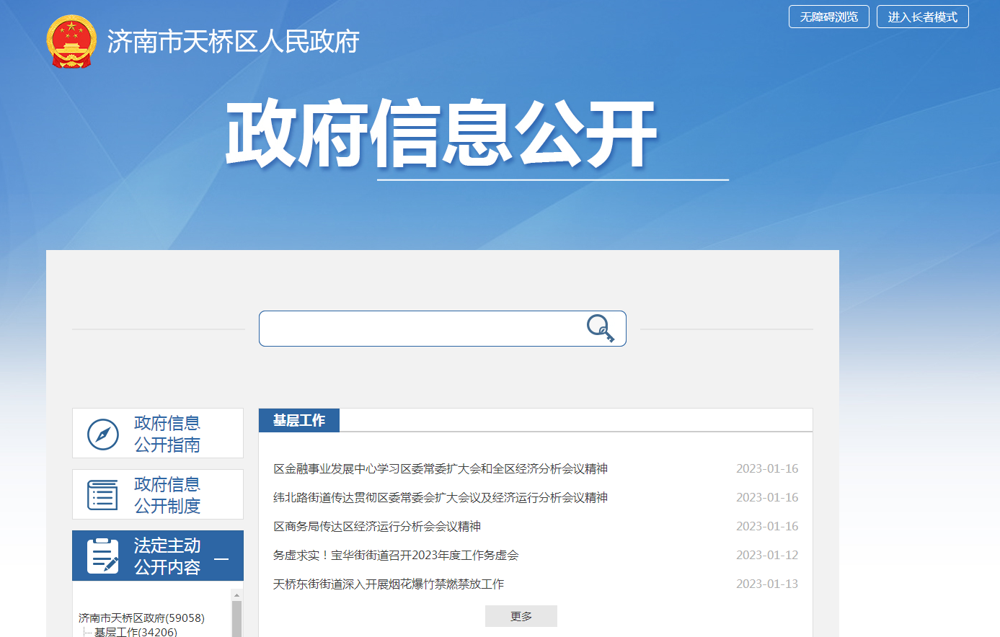 无障碍浏览
进入长者模式
济南市天桥区人民政府
政府信息公开
政府信息
公开指南
政府信息
公开制度
法定主动
公开内容
济南市天桥区政府(59058)
基层工作(34206)
基层工作
区金融事业发展中心学习区委常委扩大会和全区经济分析会议精神 2023-01-16
纬北路街道传达贯彻区委常委会扩大会议及经济运行分析会议精神 2023-01-16
区商务局传达区经济运行分析会会议精神 2023-01-16
务虚求实！宝华街街道召开2023年度工作务虚会 2023-01-12
天桥东街街道深入开展烟花爆竹禁燃禁放工作 2023-01-13
更多